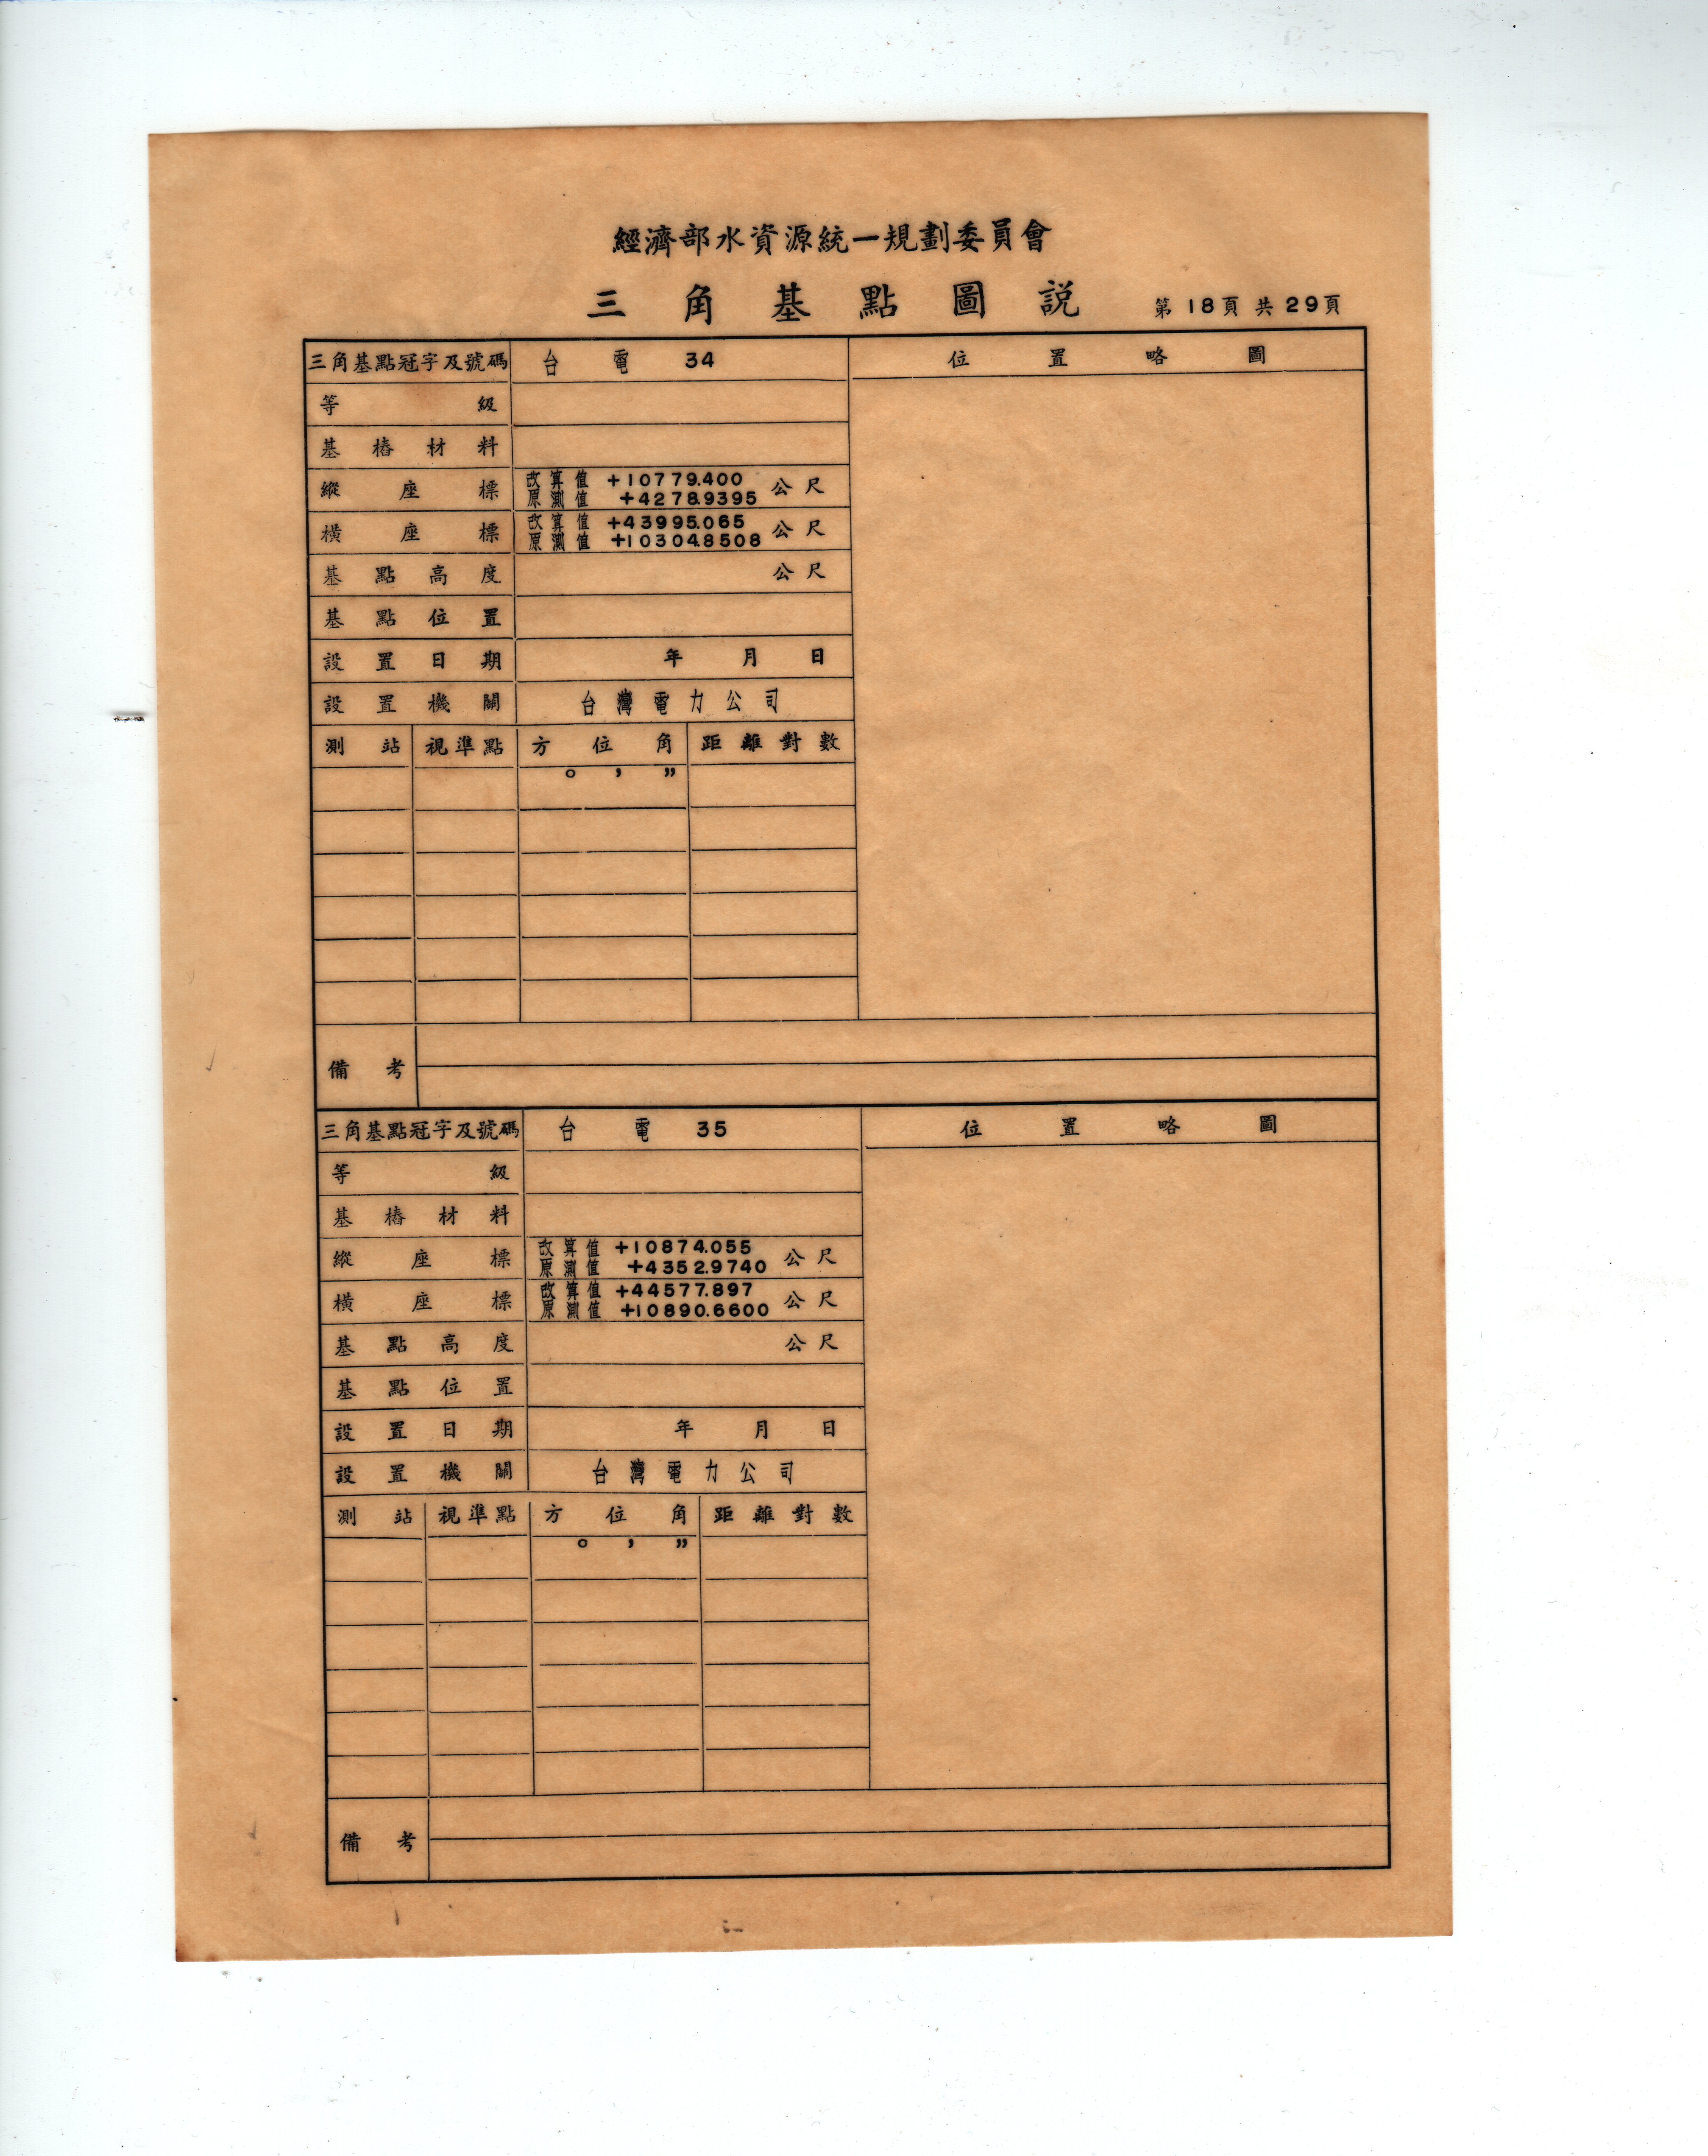 經濟部水資源統一規劃委員會
三角基點圖說 第18頁共29頁
三角基點冠字及號碼 台電 34 位置略圖
等級
基樁材料
縱座標 改算值 +10779.400 公尺
原測值 +4278.9395
橫座標 改算值 +43995.065 公尺
原測值 +10304.8508
基點高度 公尺
基點位置
設置日期 年 月 日
設置機關 台灣電力公司
測站 視準點 方位角 距離對數
° ’ ”
備考
三角基點冠字及號碼 台電 35 位置略圖
等級
基樁材料
縱座標 改算值 +10874.055 公尺
原測值 +4352.9740
橫座標 改算值 +44577.897 公尺
原測值 +10890.6600
基點高度 公尺
基點位置
設置日期 年 月 日
設置機關 台灣電力公司
測站 視準點 方位角 距離對數
° ’ ”
備考